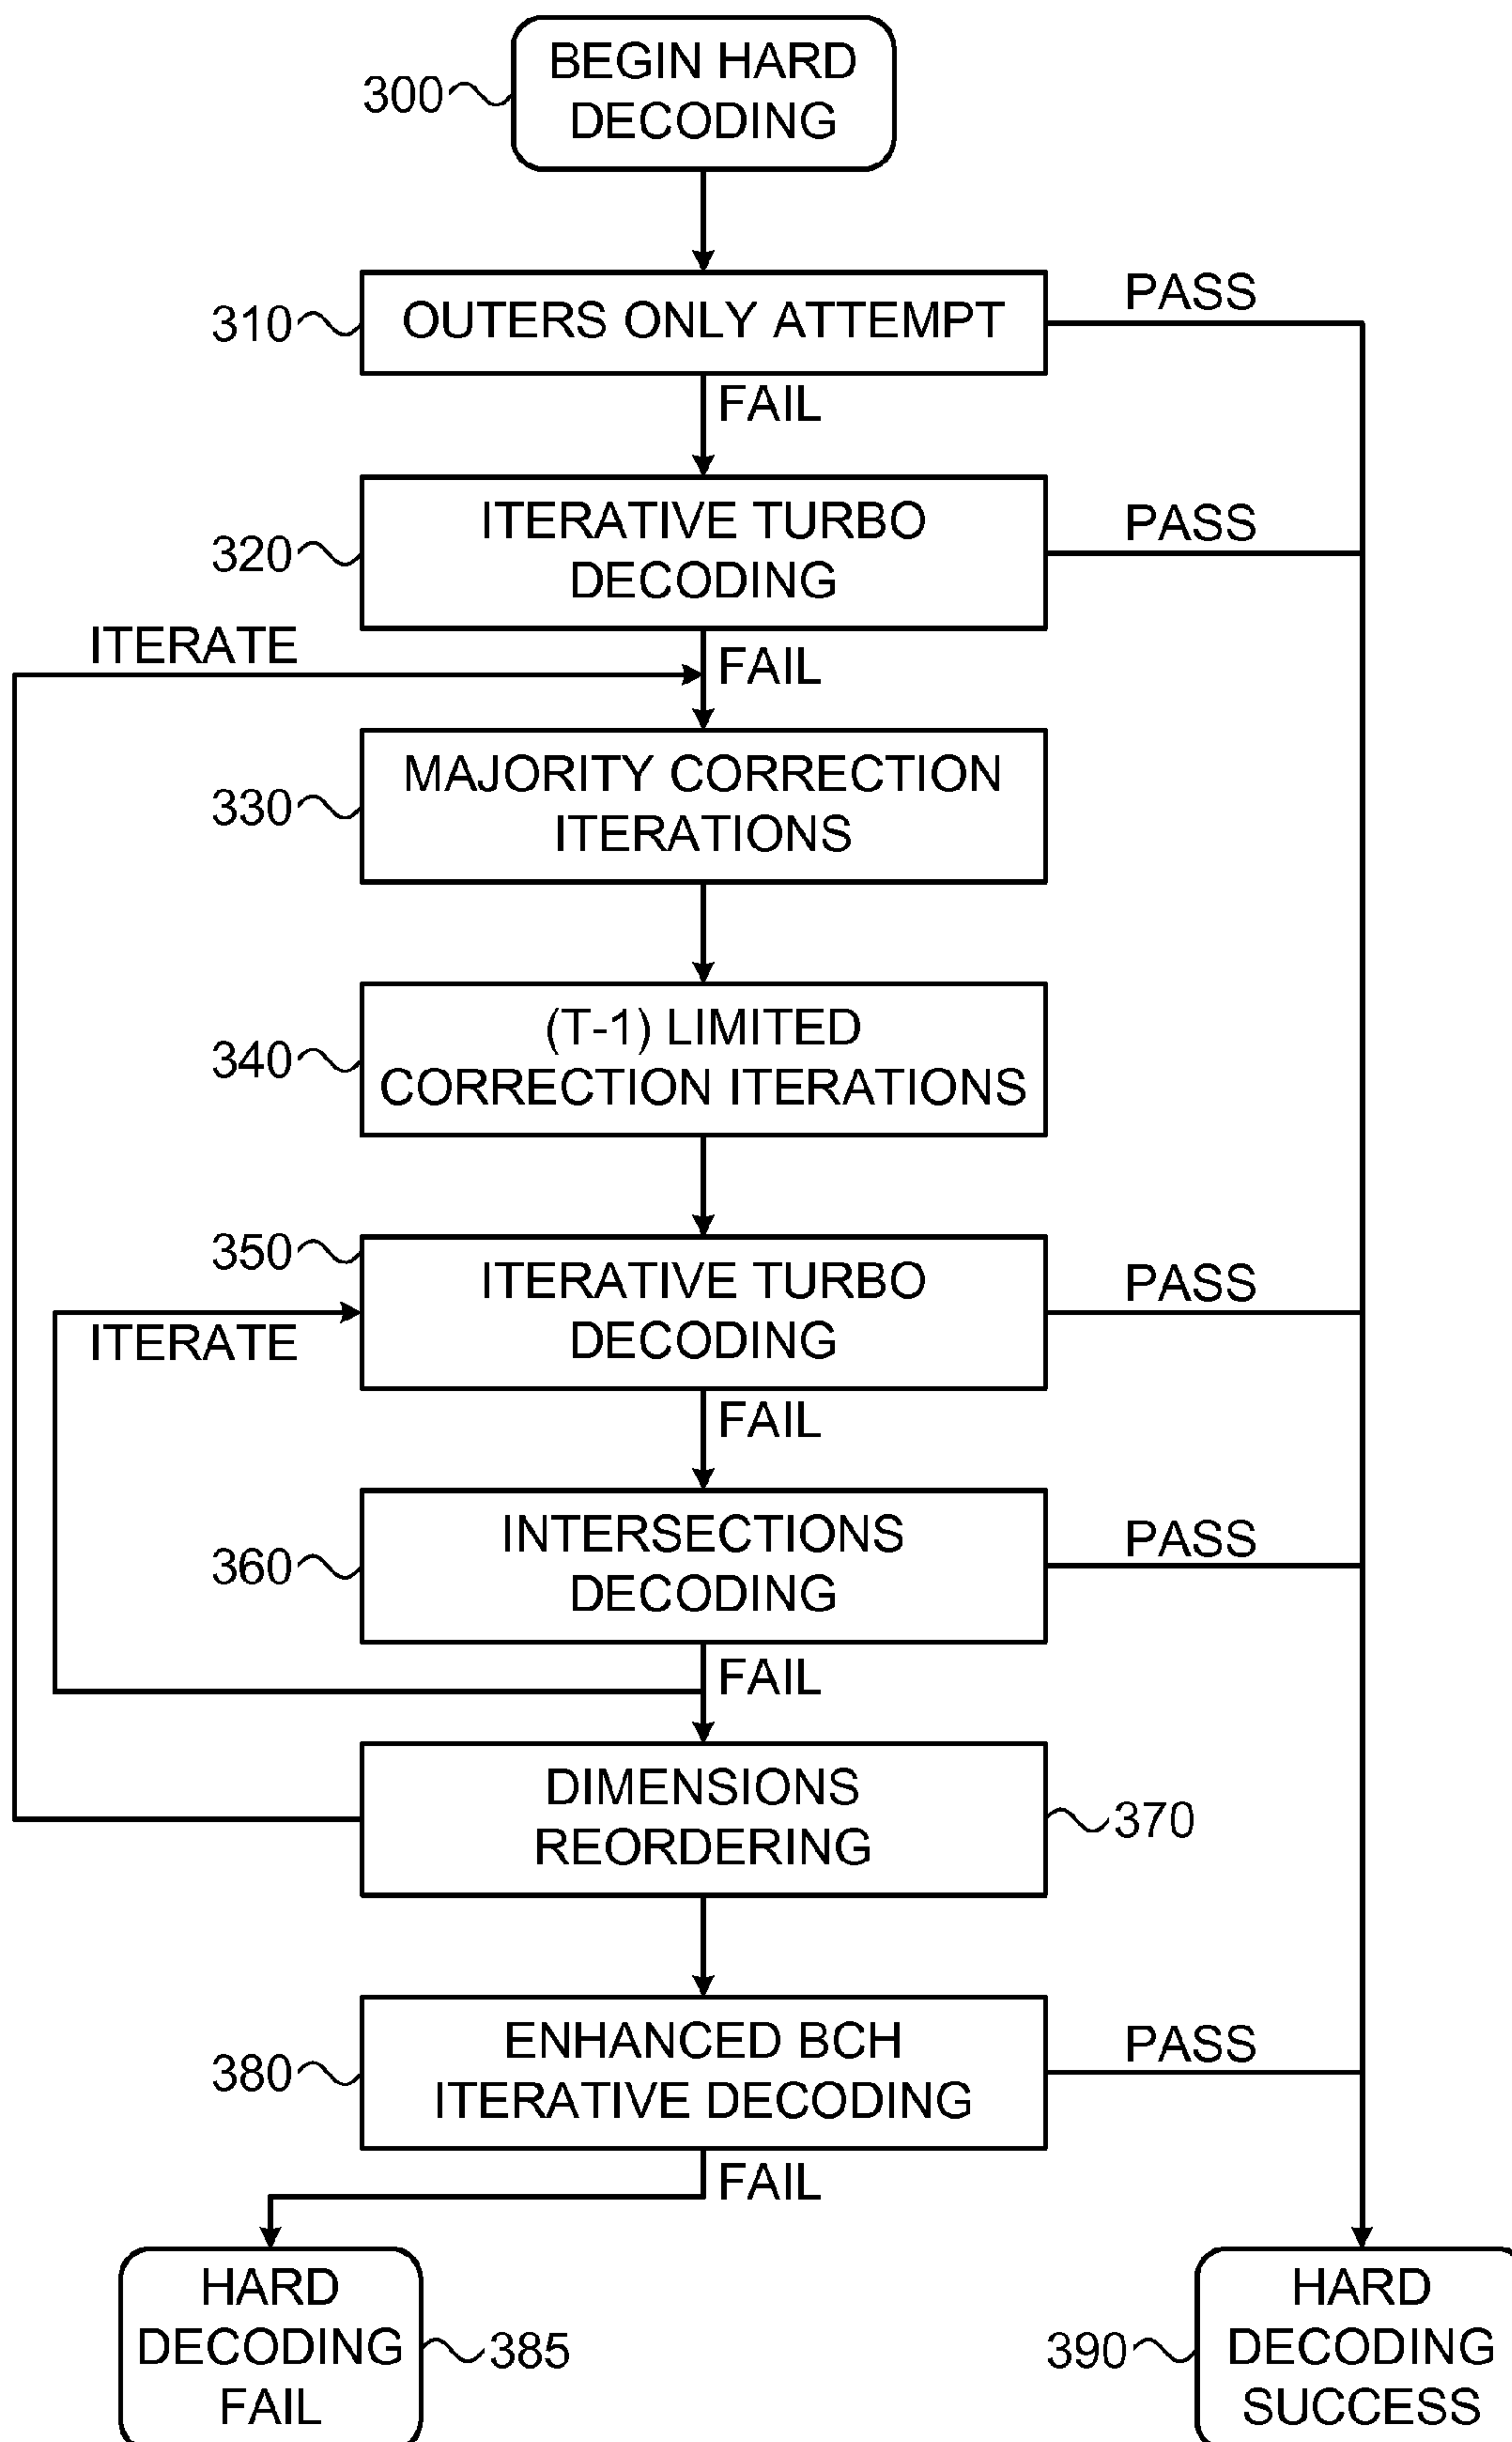 BEGIN HARD
DECODING
300
310
OUTERS ONLY ATTEMPT
PASS
FAIL
320
ITERATIVE TURBO
DECODING
PASS
ITERATE
FAIL
330
MAJORITY CORRECTION
ITERATIONS
340
(T-1) LIMITED
CORRECTION ITERATIONS
350
ITERATIVE TURBO
DECODING
PASS
ITERATE
FAIL
360
INTERSECTIONS
DECODING
PASS
FAIL
DIMENSIONS
REORDERING
370
380
ENHANCED BCH
ITERATIVE DECODING
PASS
FAIL
HARD
DECODING
FAIL
385
390
HARD
DECODING
SUCCESS